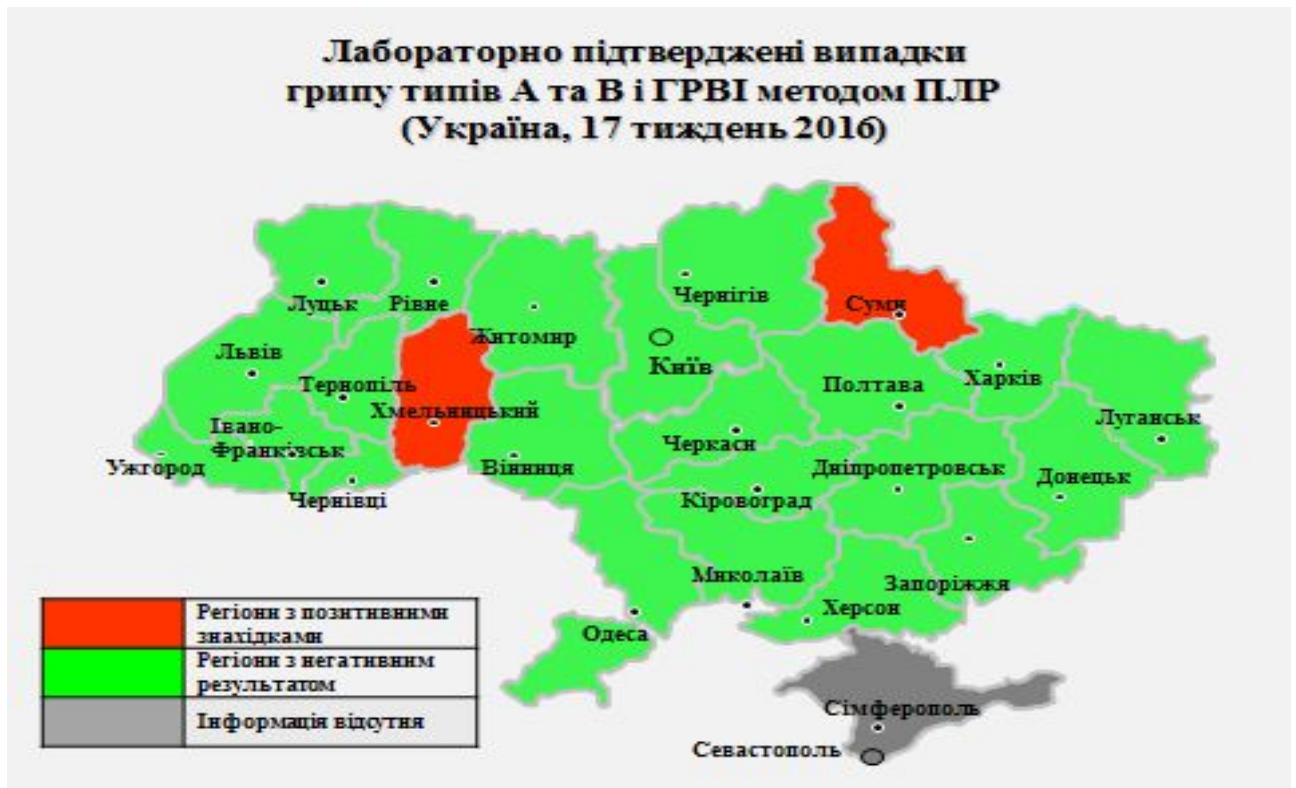 Лабораторно підтверджені випадки
грипу типів А та В і ГРВІ методом ПЛР
(Україна, 17 тиждень 2016)
Чернігів
Суми
Луцьк
Рівне
Житомир
Львів
Київ
Тернопіль
Полтава
Харків
Хмельницький
Луганськ
Івано-
Франківськ
Черкаси
Ужгород
Вінниця
Дніпропетровськ
Донецьк
Чернівці
Кіровоград
Миколаїв
Запоріжжя
Херсон
Одеса
Сімферополь
Севастополь
Регіони з позитивними
знахідками
Регіони з негативним
результатом
Інформація відсутня